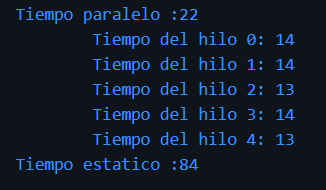 Tiempo paralelo :22
Tiempo del hilo 0: 14
Tiempo del hilo 1: 14
Tiempo del hilo 2: 13
Tiempo del hilo 3: 14
Tiempo del hilo 4: 13
Tiempo estatico :84